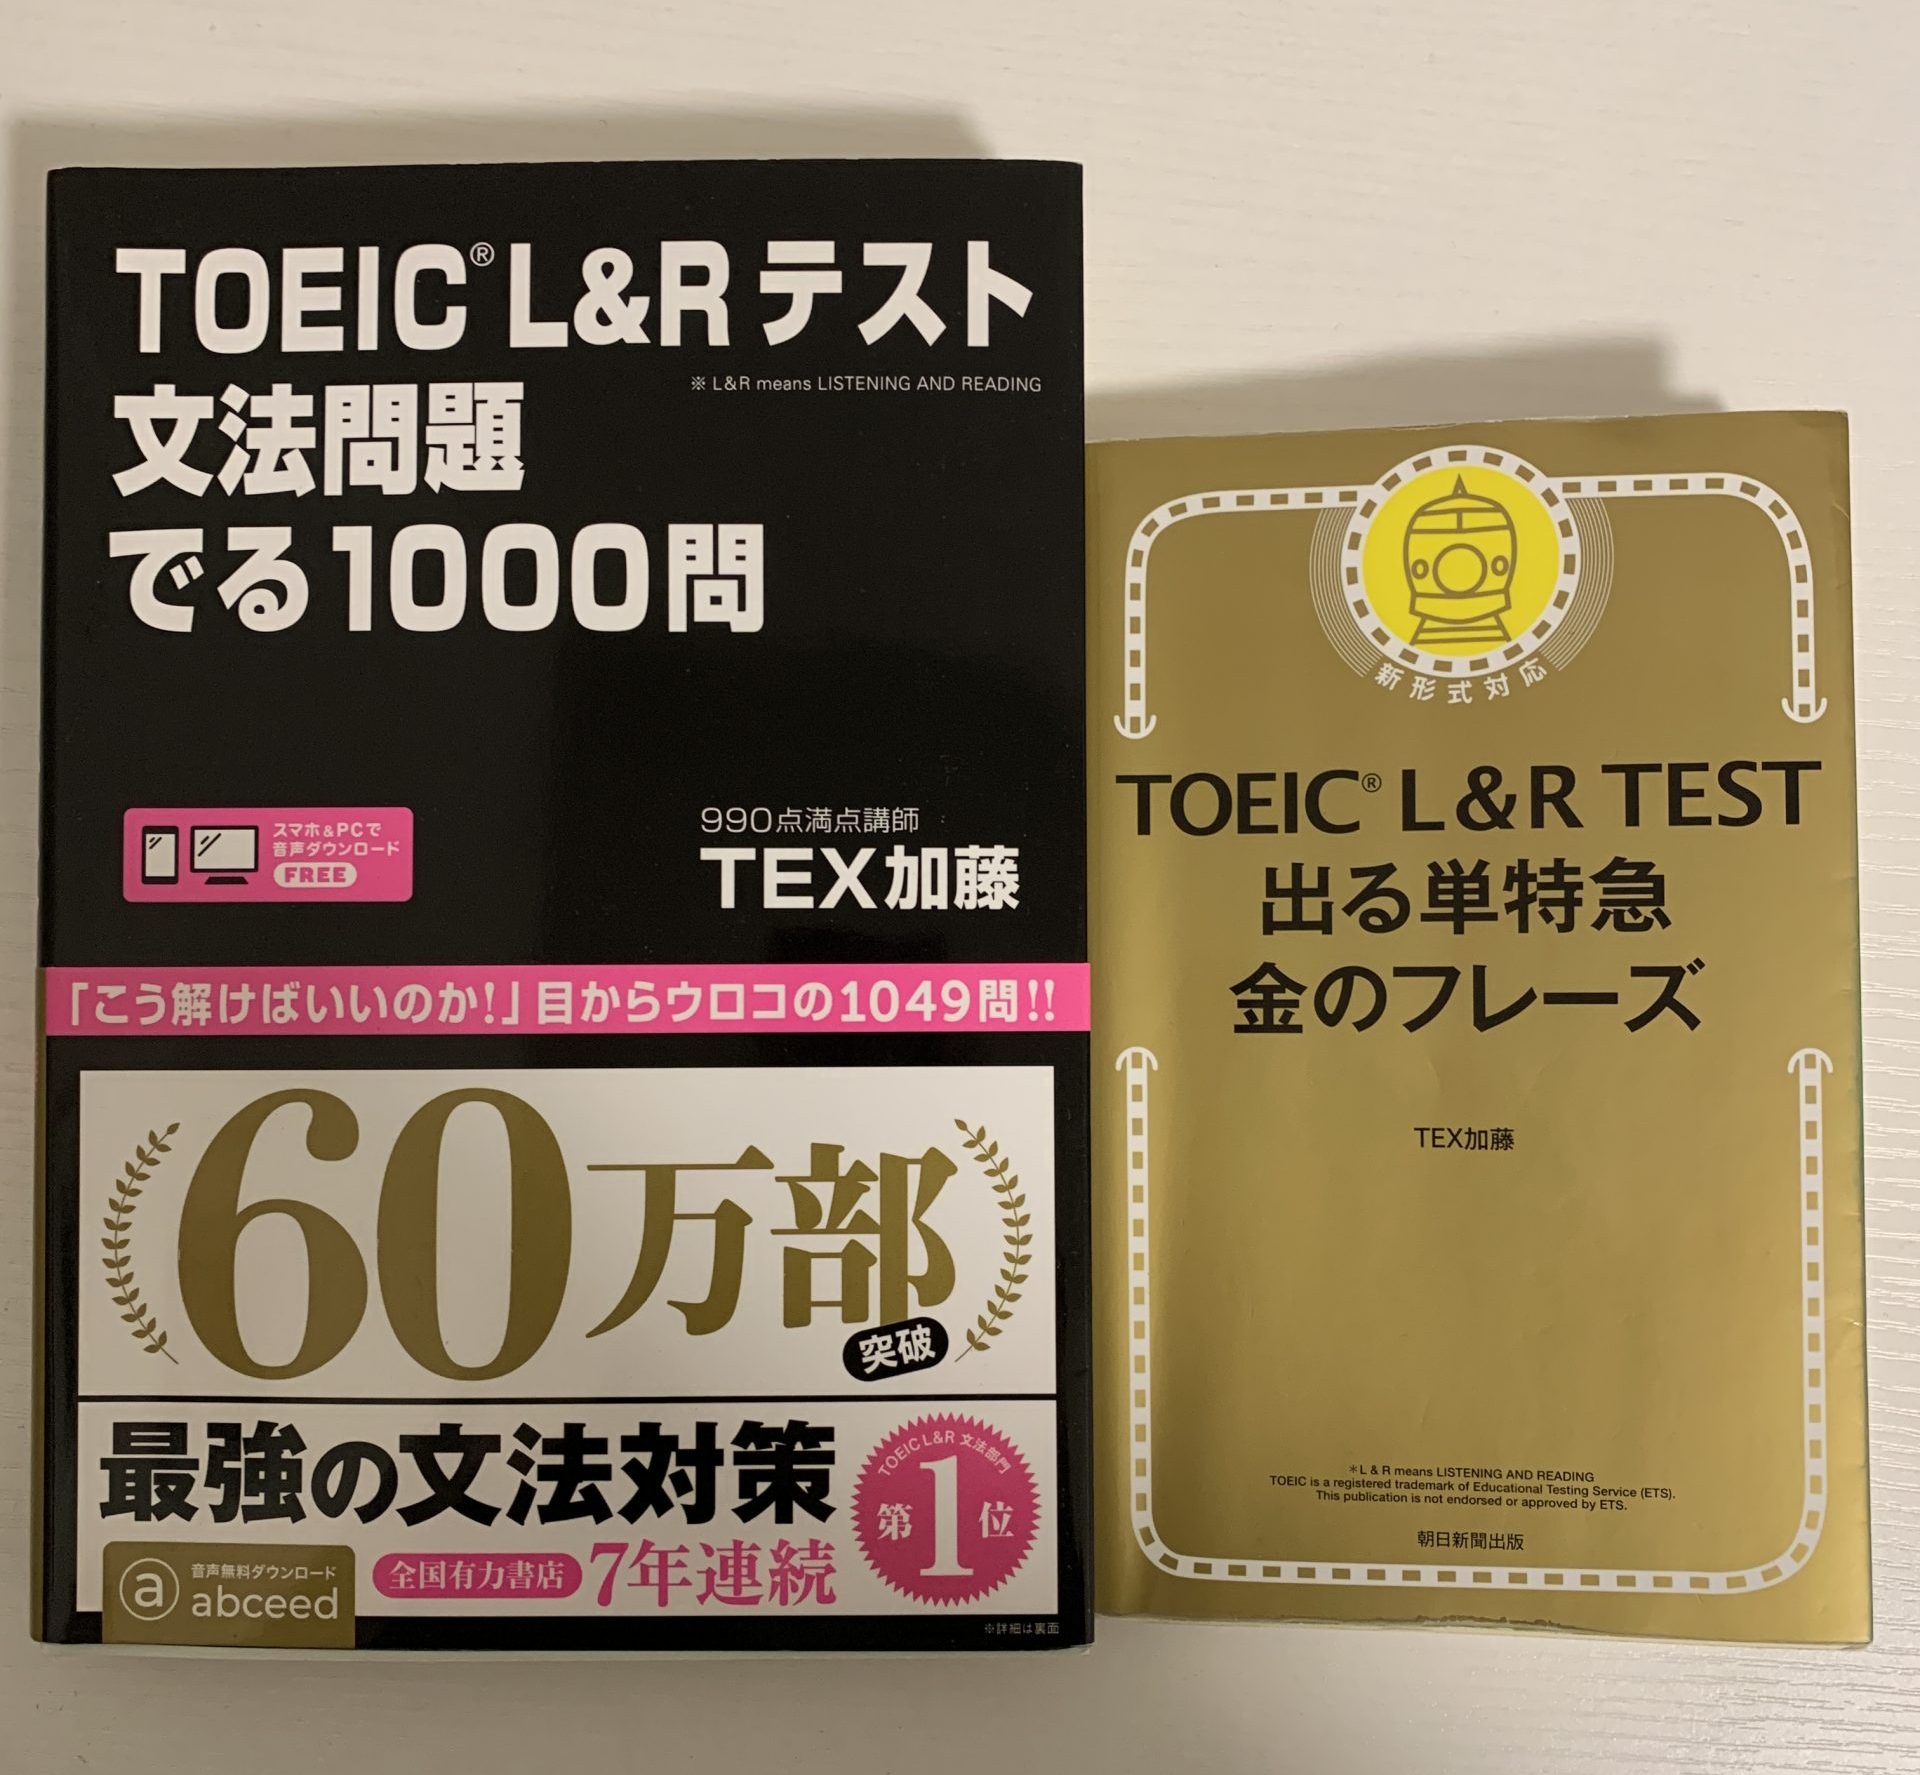 TOEIC® L&Rテスト
※ L&R means LISTENING AND READING
文法問題
でる1000問
スマホ&PCで
音声ダウンロード
FREE
990点満点講師
TEX加藤
「こう解けばいいのか!」目からウロコの1049問!!
60万部
突破
最強の文法対策
TOEIC L&R 文法部門
第1位
全国有力書店 7年連続
a 音声無料ダウンロード
abceed
※詳細は裏面
新形式対応
TOEIC® L&R TEST
出る単特急
金のフレーズ
TEX加藤
＊L & R means LISTENING AND READING
TOEIC is a registered trademark of Educational Testing Service (ETS).
This publication is not endorsed or approved by ETS.
朝日新聞出版